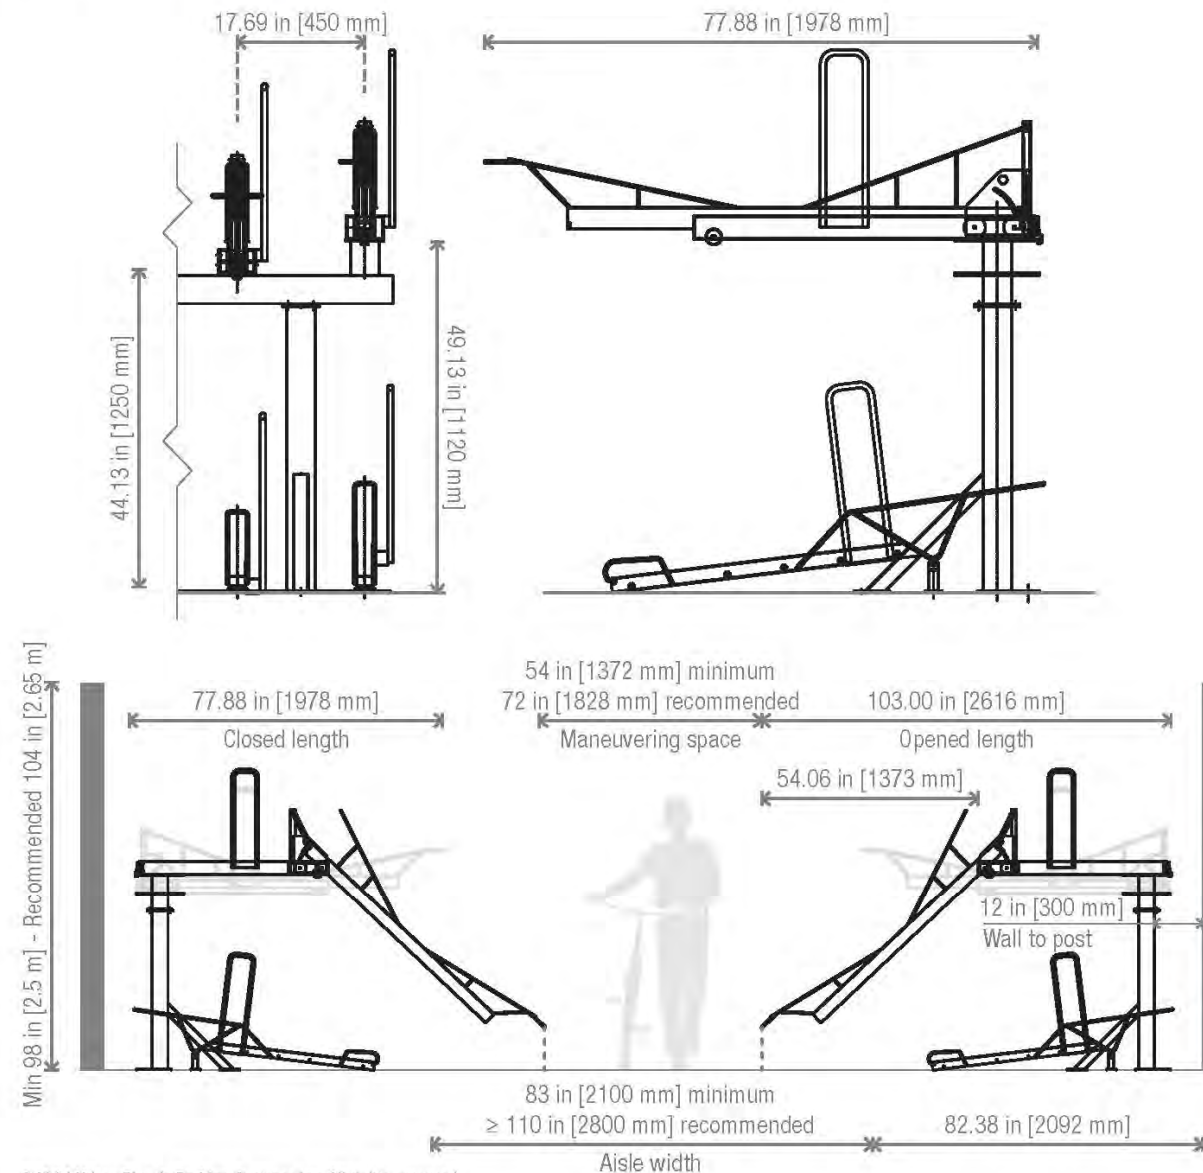 17.69 in [450 mm]
77.88 in [1978 mm]
44.13 in [1250 mm]
49.13 in [1120 mm]
Min 98 in [2.5 m] - Recommended 104 in [2.65 m]
54 in [1372 mm] minimum
77.88 in [1978 mm]
72 in [1828 mm] recommended
103.00 in [2616 mm]
Closed length
Maneuvering space
Opened length
54.06 in [1373 mm]
12 in [300 mm]
Wall to post
83 in [2100 mm] minimum
≥ 110 in [2800 mm] recommended
82.38 in [2092 mm]
Aisle width